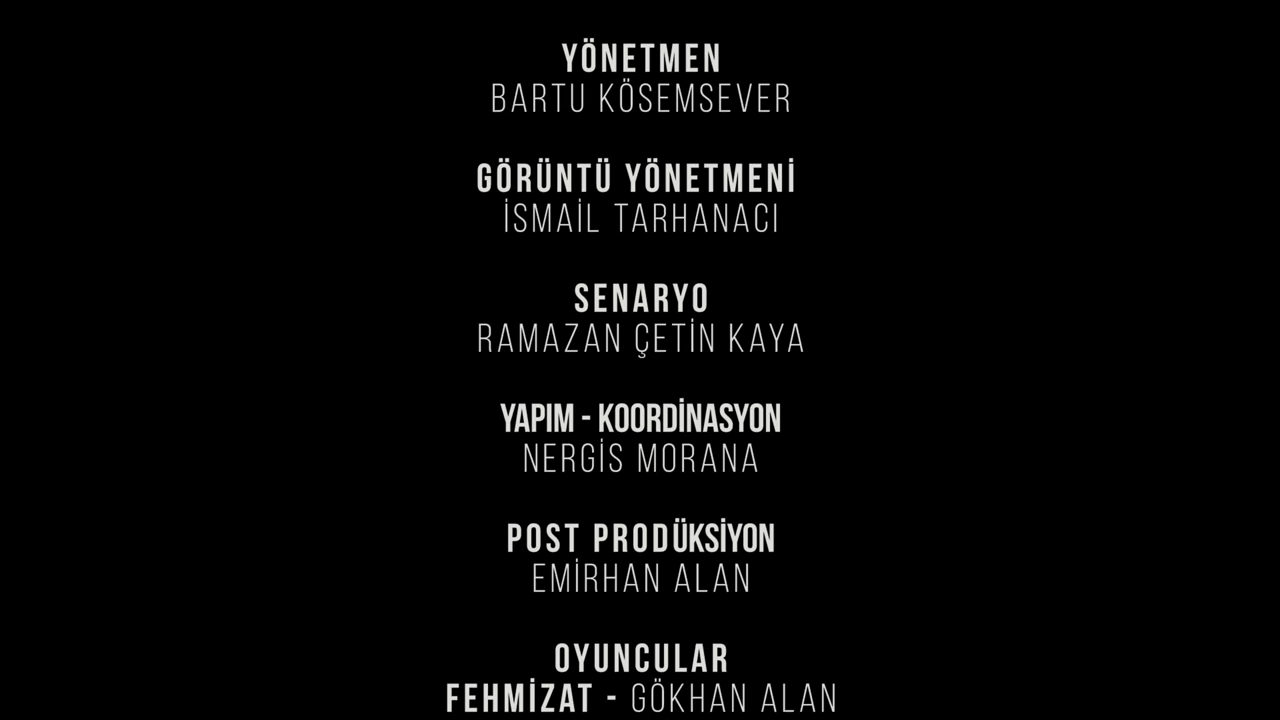 YÖNETMEN
BARTU KÖSEMSEVER
GÖRÜNTÜ YÖNETMENİ
İSMAİL TARHANACI
SENARYO
RAMAZAN ÇETİN KAYA
YAPIM - KOORDİNASYON
NERGİS MORANA
POST PRODÜKSİYON
EMİRHAN ALAN
OYUNCULAR
FEHMİZAT - GÖKHAN ALAN